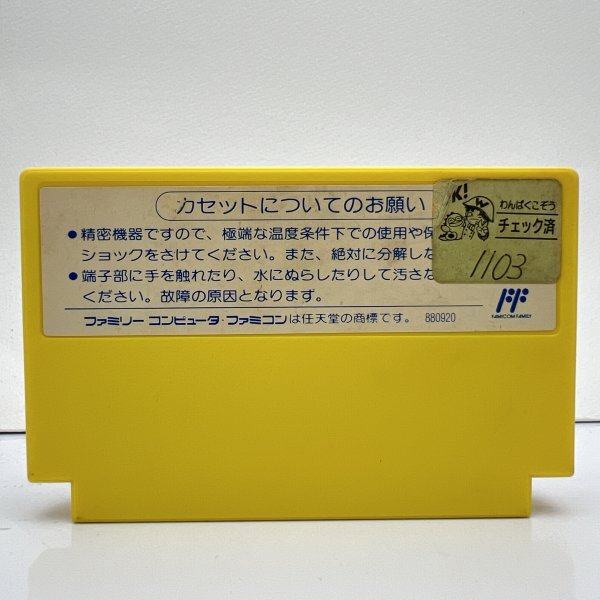 カセットについてのお願い
●精密機器ですので、極端な温度条件下での使用や保
ショックをさけてください。また、絶対に分解した
●端子部に手を触れたり、水にぬらしたりして汚さな
ください。故障の原因となります。
ファミリー コンピュータ・ファミコンは任天堂の商標です。 880920
FAMICOM FAMILY
K!
わんぱくこぞう
チェック済
1103